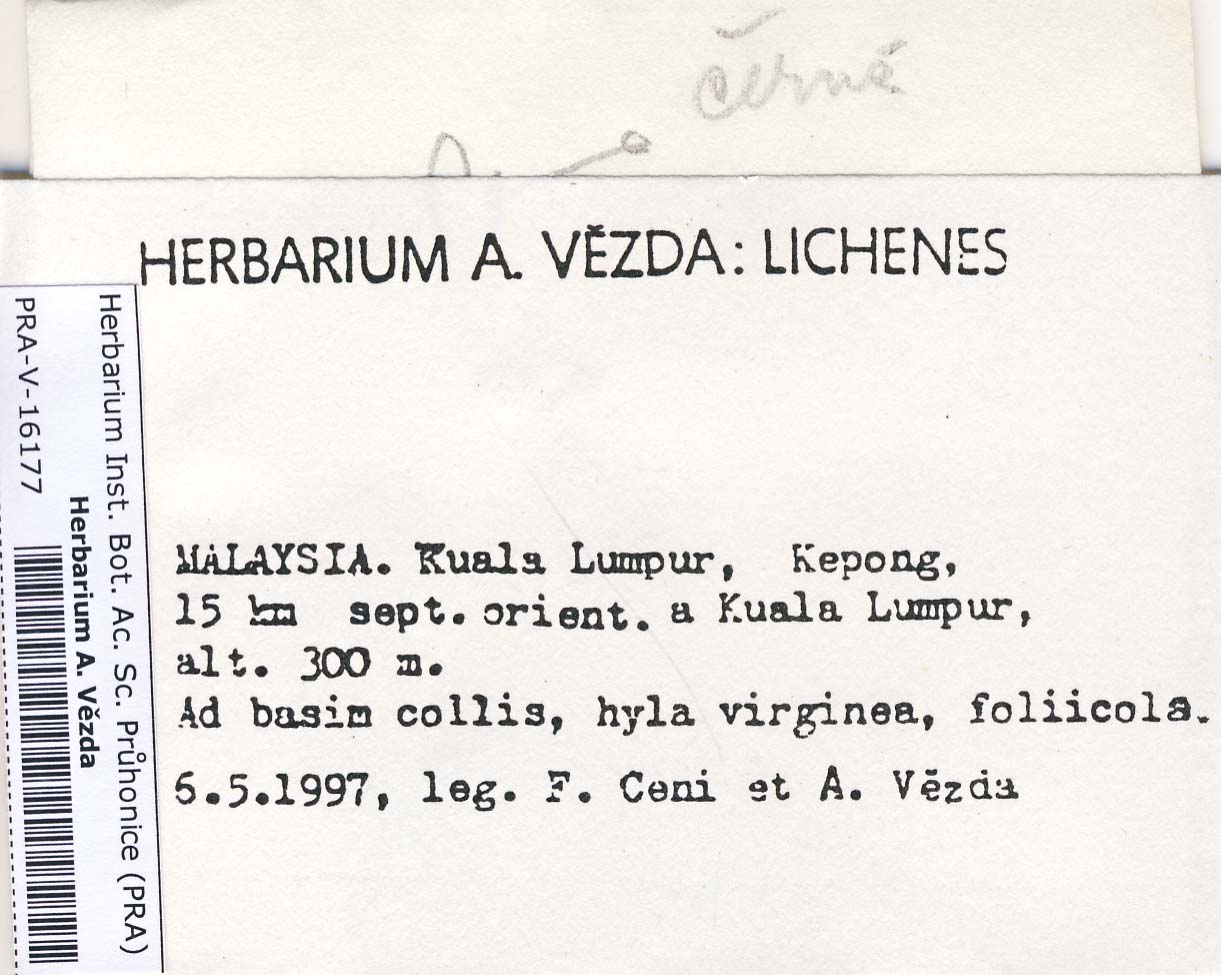 černé
HERBARIUM A. VĚZDA: LICHENES
Herbarium Inst. Bot. Ac. Sc. Průhonice (PRA)
Herbarium A. Vězda
PRA-V-16177
MALAYSIA. Kuala Lumpur, Kepong,
15 km sept. orient. a Kuala Lumpur,
alt. 300 m.
Ad basim collis, hyla virginea, foliicola.
6.5.1997, leg. F. Ceni et A. Vězda